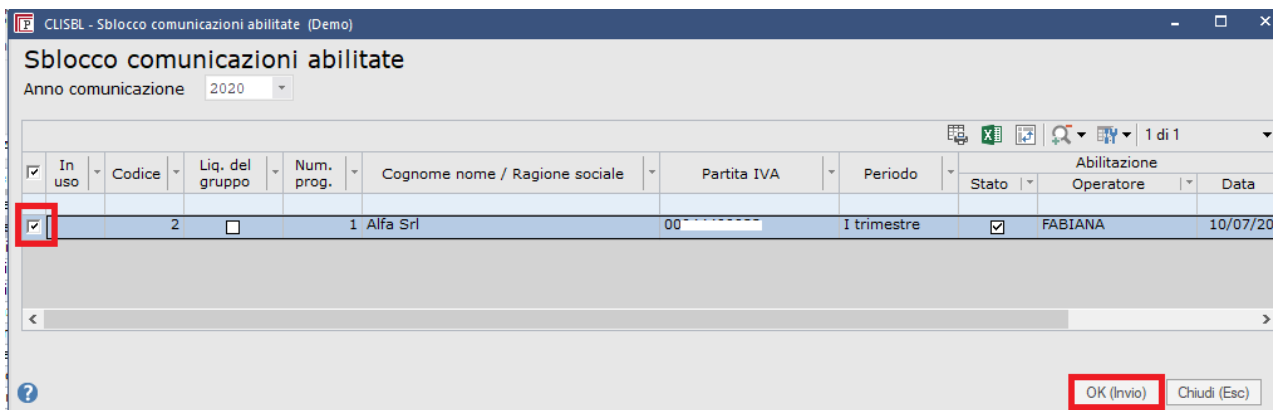 CLISBL - Sblocco comunicazioni abilitate (Demo)
Sblocco comunicazioni abilitate
Anno comunicazione 2020
1 di 1
In uso Codice Liq. del gruppo Num. prog. Cognome nome / Ragione sociale Partita IVA Periodo Abilitazione
Stato Operatore Data
2 1 Alfa Srl 00 I trimestre FABIANA 10/07/20
OK (Invio) Chiudi (Esc)